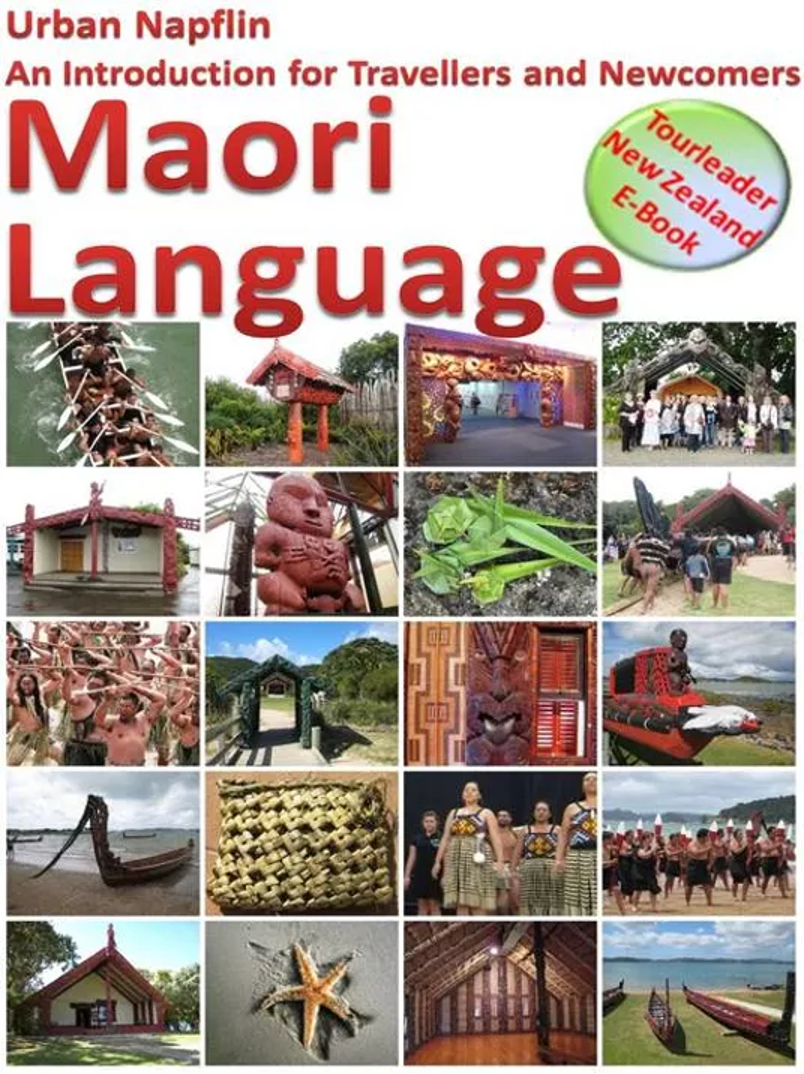 Urban Napflin
An Introduction for Travellers and Newcomers
Maori
Language
Tourleader
New Zealand
E-Book